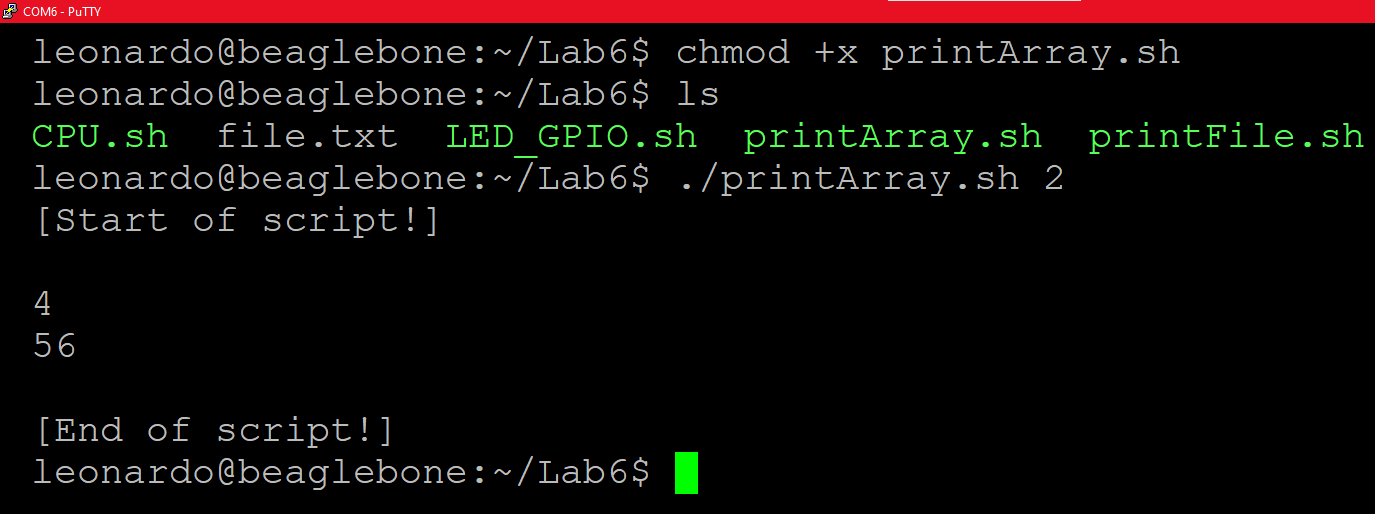 COM6 - PuTTY
leonardo@beaglebone:~/Lab6$ chmod +x printArray.sh
leonardo@beaglebone:~/Lab6$ ls
CPU.sh  file.txt  LED_GPIO.sh  printArray.sh  printFile.sh
leonardo@beaglebone:~/Lab6$ ./printArray.sh 2
[Start of script!]
4
56
[End of script!]
leonardo@beaglebone:~/Lab6$